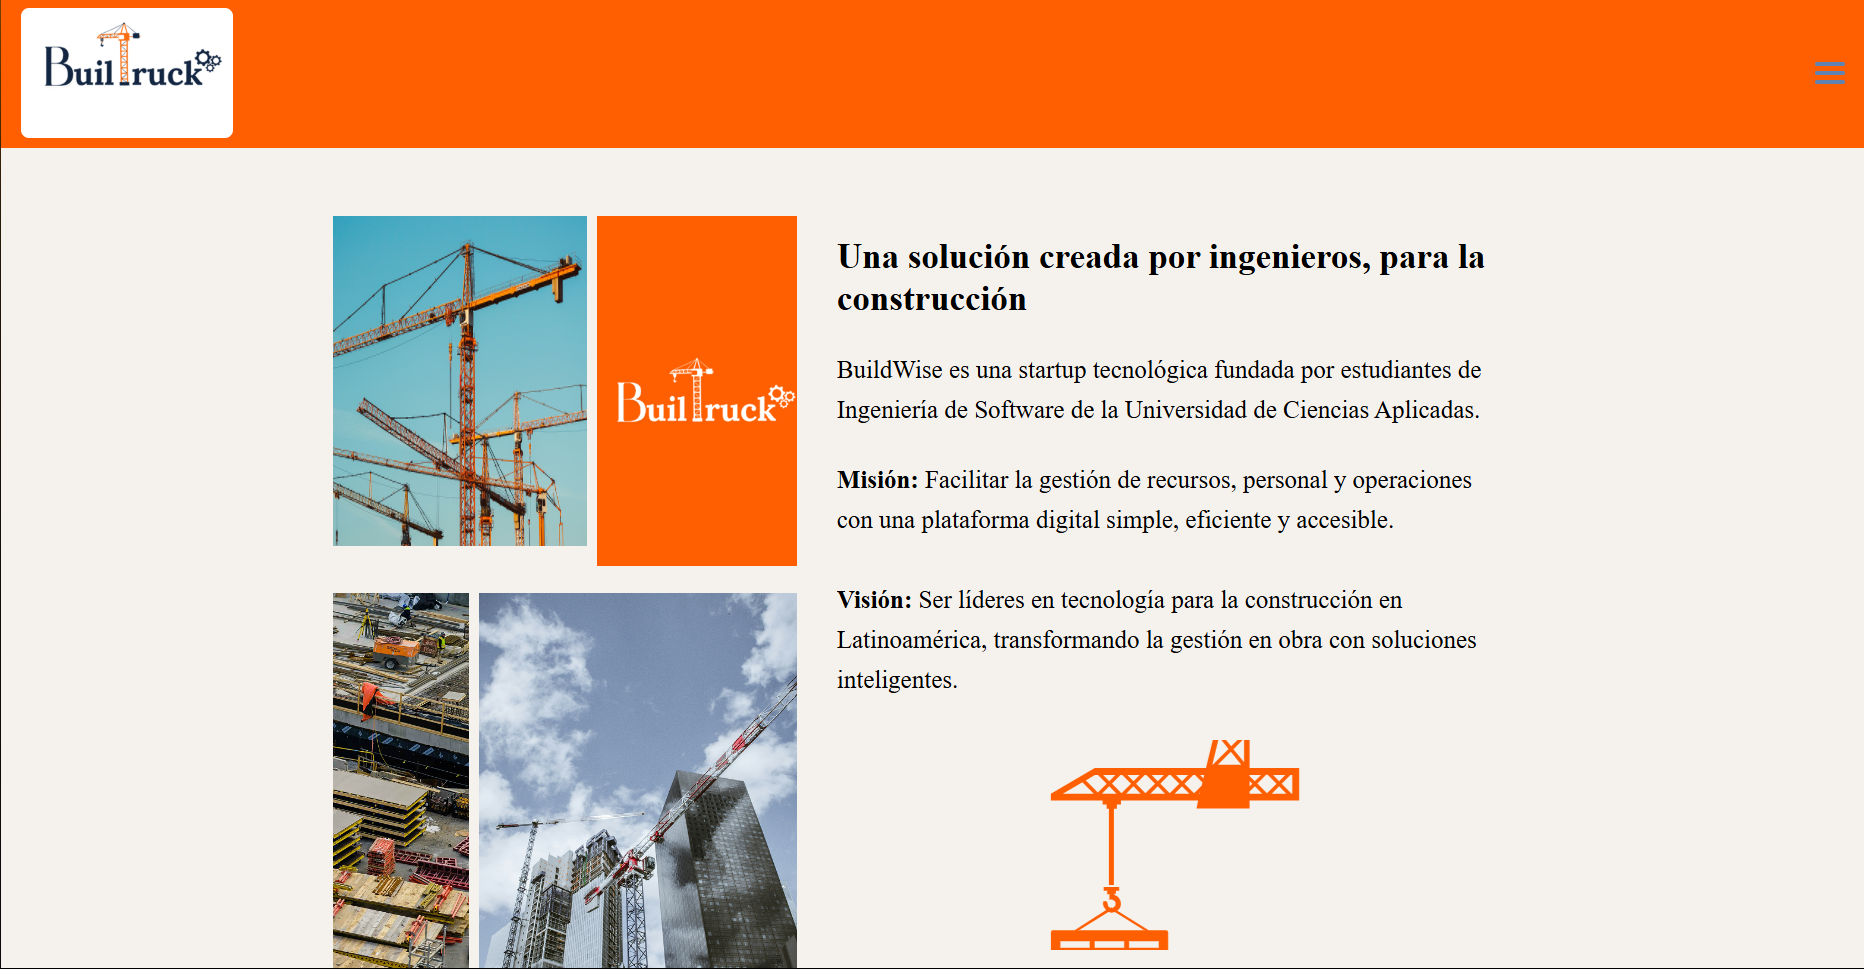 BuilTruck
BuilTruck
Una solución creada por ingenieros, para la
construcción
BuildWise es una startup tecnológica fundada por estudiantes de
Ingeniería de Software de la Universidad de Ciencias Aplicadas.
Misión: Facilitar la gestión de recursos, personal y operaciones
con una plataforma digital simple, eficiente y accesible.
Visión: Ser líderes en tecnología para la construcción en
Latinoamérica, transformando la gestión en obra con soluciones
inteligentes.